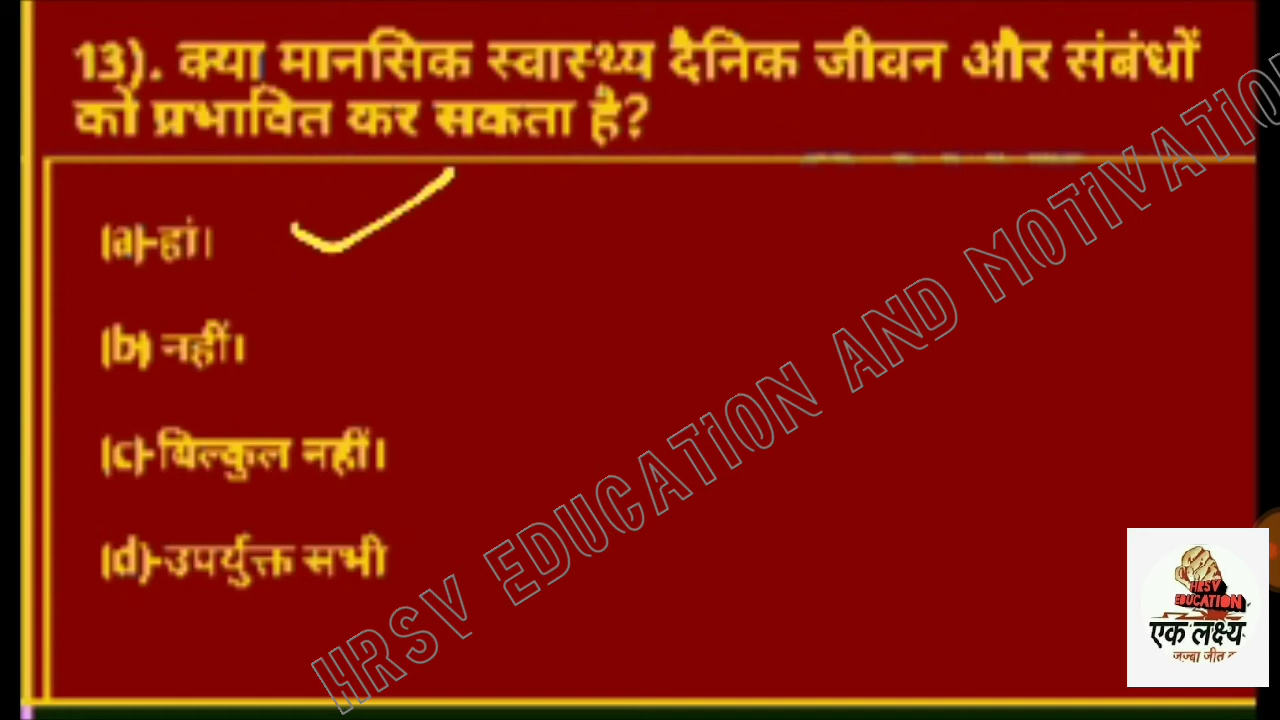 13). क्या मानसिक स्वास्थ्य दैनिक जीवन और संबंधों
को प्रभावित कर सकता है?
(a)-हां।
(b) नहीं।
(c)-बिल्कुल नहीं।
(d)-उपर्युक्त सभी
HRSV EDUCATION AND MOTIVATIO
HRSV
EDUCATION
एक लक्ष्य
जज्बा जीत